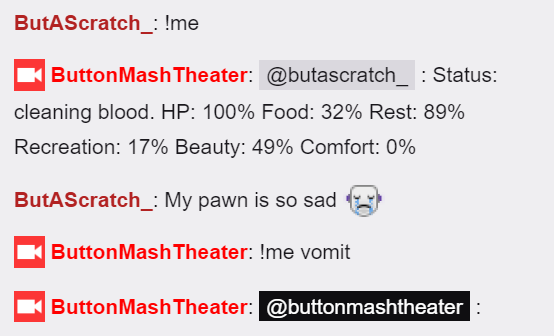 ButAScratch_: !me
ButtonMashTheater: @butascratch_ : Status:
cleaning blood. HP: 100% Food: 32% Rest: 89%
Recreation: 17% Beauty: 49% Comfort: 0%
ButAScratch_: My pawn is so sad
ButtonMashTheater: !me vomit
ButtonMashTheater: @buttonmashtheater :